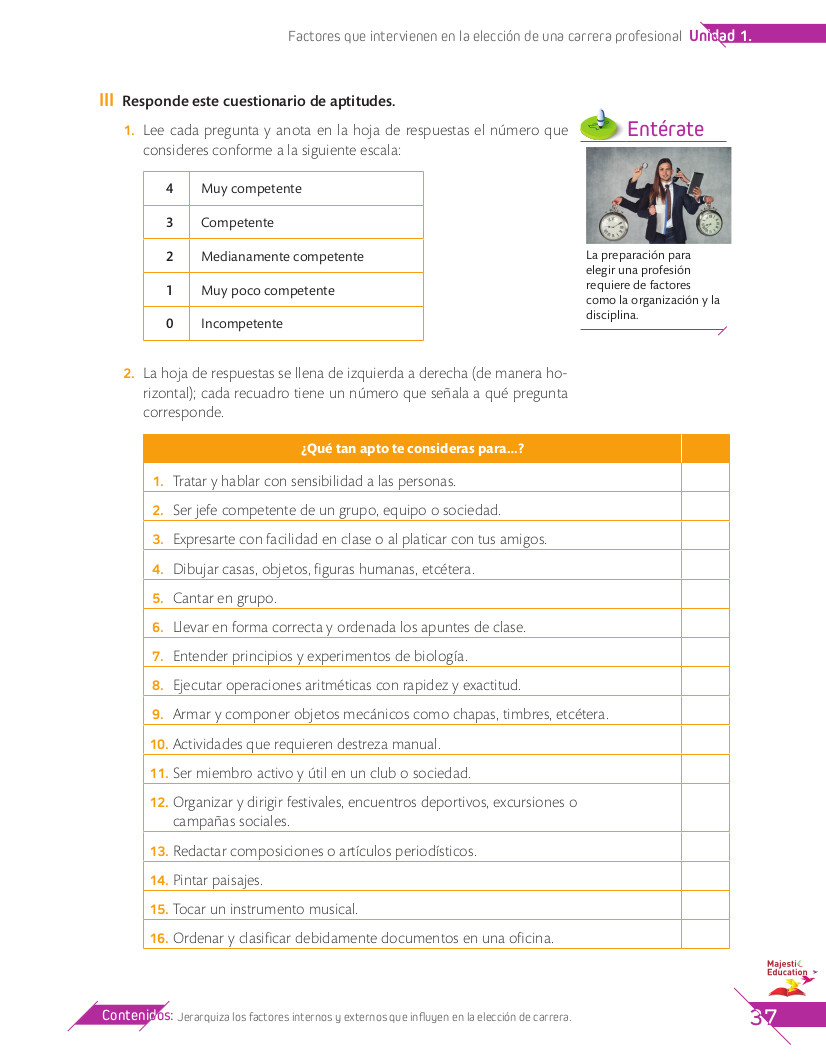 Factores que intervienen en la elección de una carrera profesional Unidad 1.
III Responde este cuestionario de aptitudes.
1. Lee cada pregunta y anota en la hoja de respuestas el número que
consideres conforme a la siguiente escala:
4 Muy competente
3 Competente
2 Medianamente competente
1 Muy poco competente
0 Incompetente
Entérate
La preparación para
elegir una profesión
requiere de factores
como la organización y la
disciplina.
2. La hoja de respuestas se llena de izquierda a derecha (de manera ho-
rizontal); cada recuadro tiene un número que señala a qué pregunta
corresponde.
¿Qué tan apto te consideras para...?
1. Tratar y hablar con sensibilidad a las personas.
2. Ser jefe competente de un grupo, equipo o sociedad.
3. Expresarte con facilidad en clase o al platicar con tus amigos.
4. Dibujar casas, objetos, figuras humanas, etcétera.
5. Cantar en grupo.
6. Llevar en forma correcta y ordenada los apuntes de clase.
7. Entender principios y experimentos de biología.
8. Ejecutar operaciones aritméticas con rapidez y exactitud.
9. Armar y componer objetos mecánicos como chapas, timbres, etcétera.
10. Actividades que requieren destreza manual.
11. Ser miembro activo y útil en un club o sociedad.
12. Organizar y dirigir festivales, encuentros deportivos, excursiones o
campañas sociales.
13. Redactar composiciones o artículos periodísticos.
14. Pintar paisajes.
15. Tocar un instrumento musical.
16. Ordenar y clasificar debidamente documentos en una oficina.
Majestic
Education
Contenidos: Jerarquiza los factores internos y externos que influyen en la elección de carrera.
37